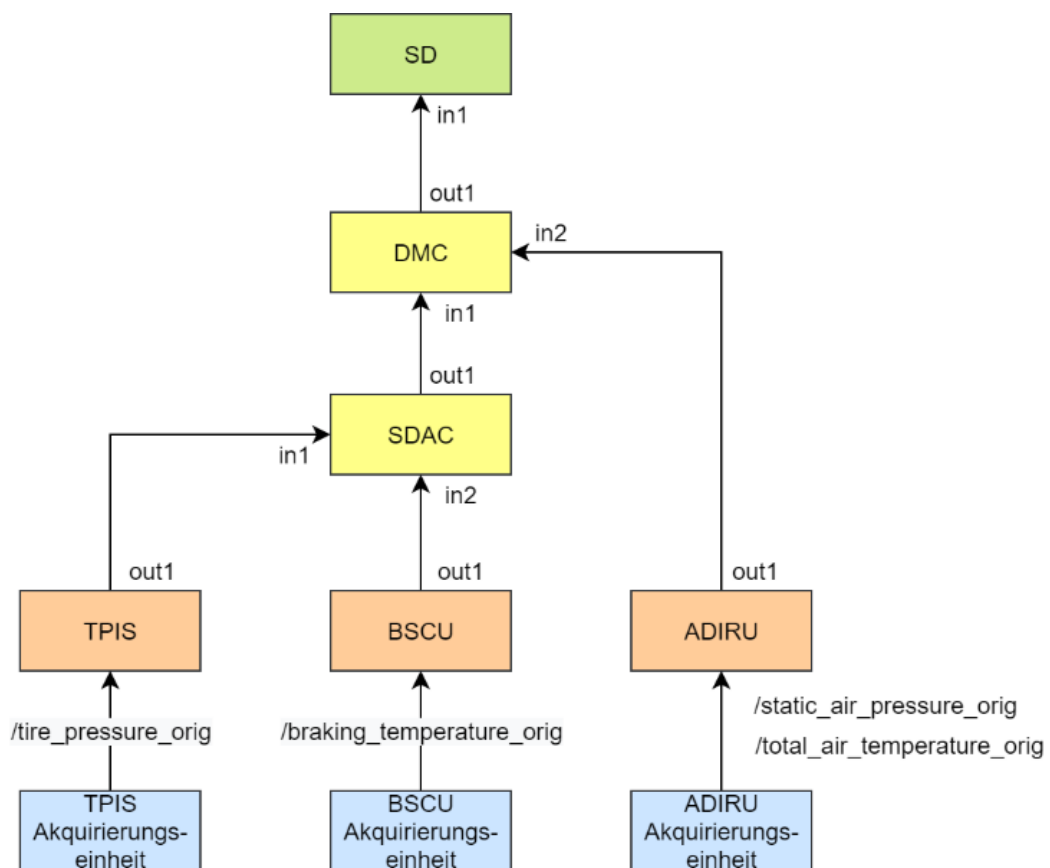 SD
in1
out1
DMC
in2
in1
out1
SDAC
in1
in2
out1
out1
out1
TPIS
BSCU
ADIRU
/tire_pressure_orig
/braking_temperature_orig
/static_air_pressure_orig
/total_air_temperature_orig
TPIS
Akquirierungs-
einheit
BSCU
Akquirierungs-
einheit
ADIRU
Akquirierungs-
einheit